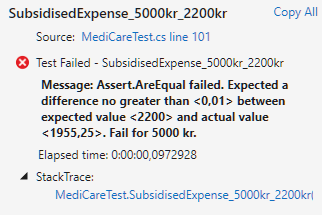 SubsidisedExpense_5000kr_2200kr Copy All
Source: MediCareTest.cs line 101
Test Failed - SubsidisedExpense_5000kr_2200kr
Message: Assert.AreEqual failed. Expected a
difference no greater than <0,01> between
expected value <2200> and actual value
<1955,25>. Fail for 5000 kr.
Elapsed time: 0:00:00,0972928
StackTrace:
MediCareTest.SubsidisedExpense_5000kr_2200kr(